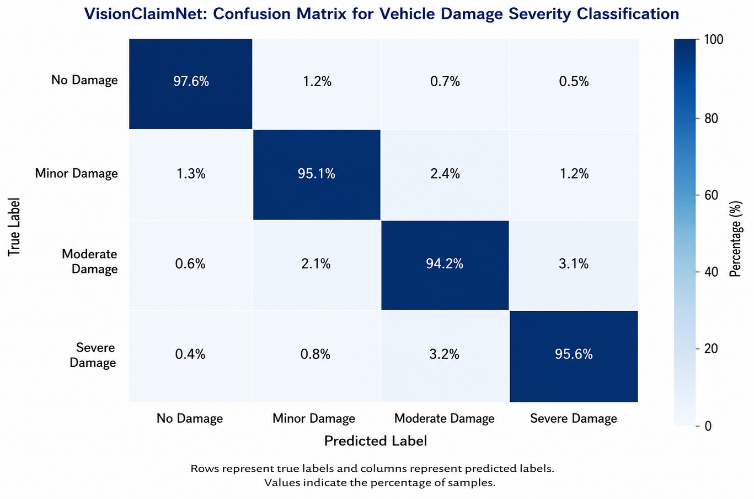 VisionClaimNet: Confusion Matrix for Vehicle Damage Severity Classification
100
No Damage 97.6% 1.2% 0.7% 0.5%
80
Minor Damage 1.3% 95.1% 2.4% 1.2%
60
True Label
Percentage (%)
Moderate
Damage
0.6% 2.1% 94.2% 3.1%
40
Severe
Damage
0.4% 0.8% 3.2% 95.6%
20
0
No Damage Minor Damage Moderate Damage Severe Damage
Predicted Label
Rows represent true labels and columns represent predicted labels.
Values indicate the percentage of samples.